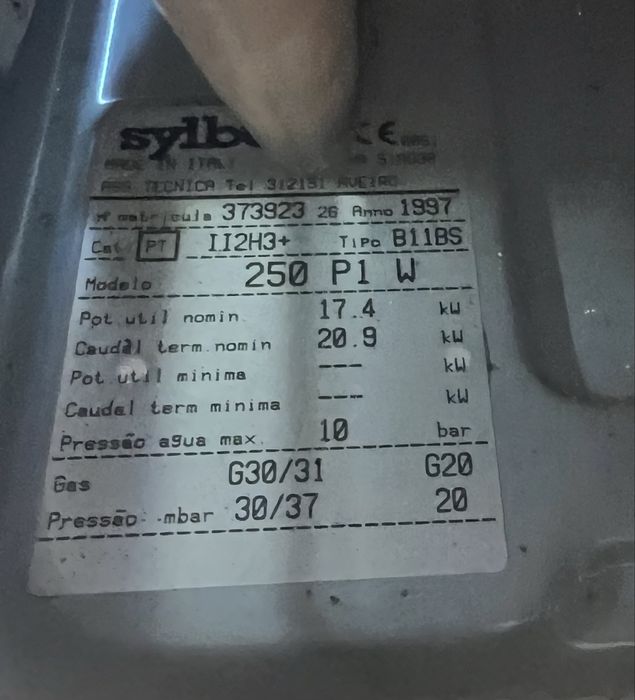 sylb CE
MADE IN ITALY
ASS. TECNICA Tel 312131 AVEIRO
Nº matricula 373923 26 Anno 1997
Cat PT II2H3+ Tipo B11BS
Modelo 250 P1 W
Pot.util nomin 17.4 kW
Caudal term.nomin 20.9 kW
Pot.util minima --- kW
Caudal term minima --- kW
Pressão agua max. 10 bar
Gas G30/31 G20
Pressão -mbar 30/37 20